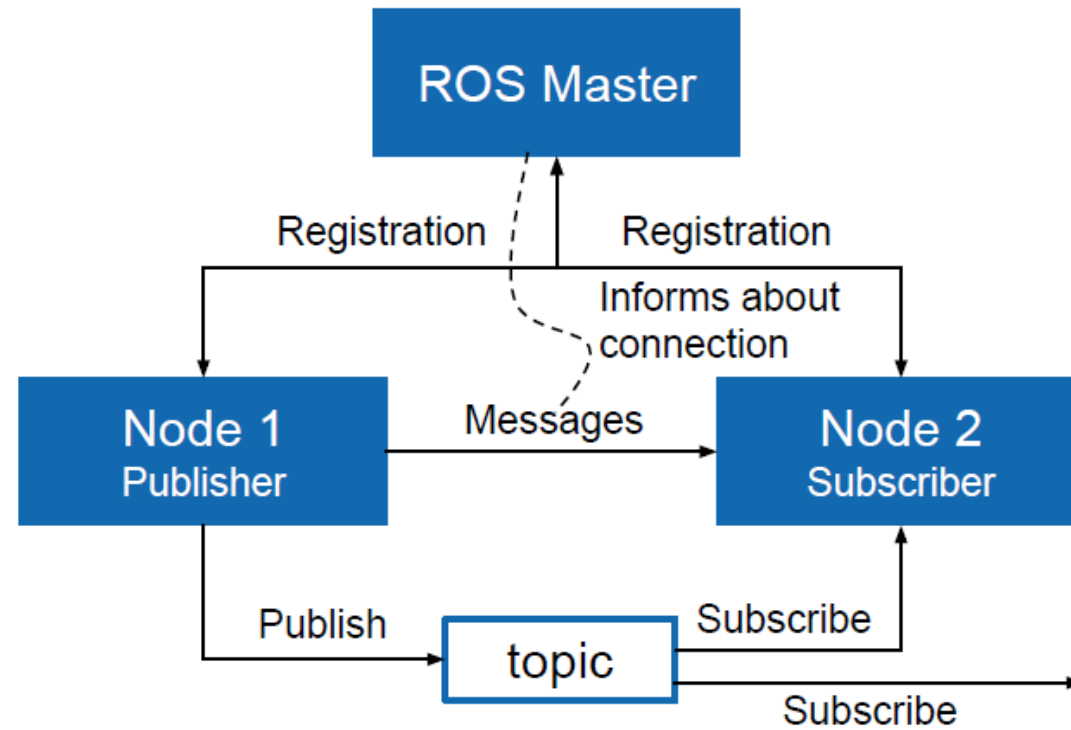 ROS Master
Registration
Registration
Informs about
connection
Node 1
Publisher
Messages
Node 2
Subscriber
Publish
topic
Subscribe
Subscribe